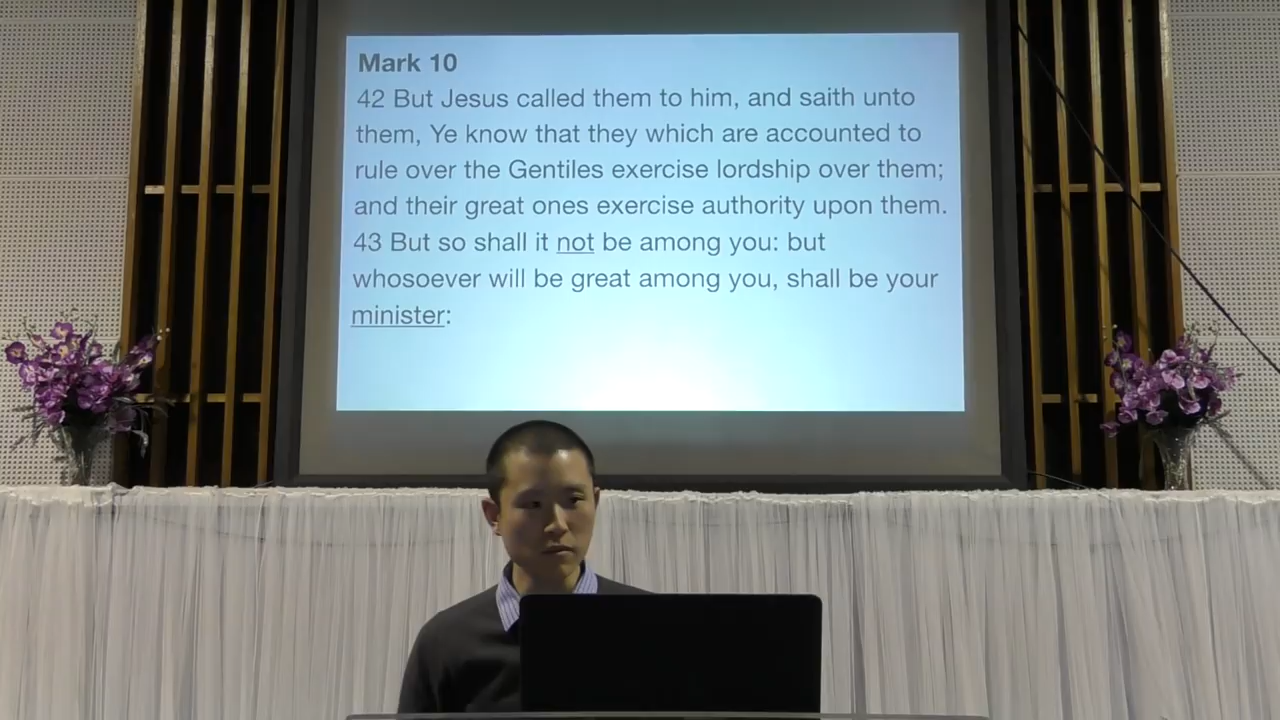 Mark 10
42 But Jesus called them to him, and saith unto
them, Ye know that they which are accounted to
rule over the Gentiles exercise lordship over them;
and their great ones exercise authority upon them.
43 But so shall it not be among you: but
whosoever will be great among you, shall be your
minister: